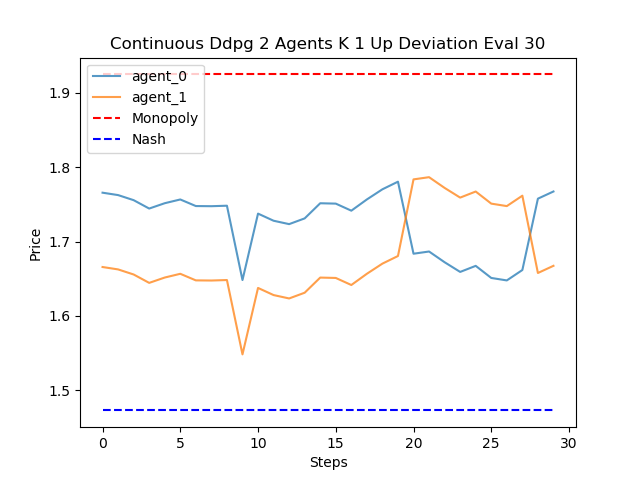 Continuous Ddpg 2 Agents K 1 Up Deviation Eval 30
agent_0
agent_1
Monopoly
Nash
Price
1.9
1.8
1.7
1.6
1.5
0
5
10
15
20
25
30
Steps